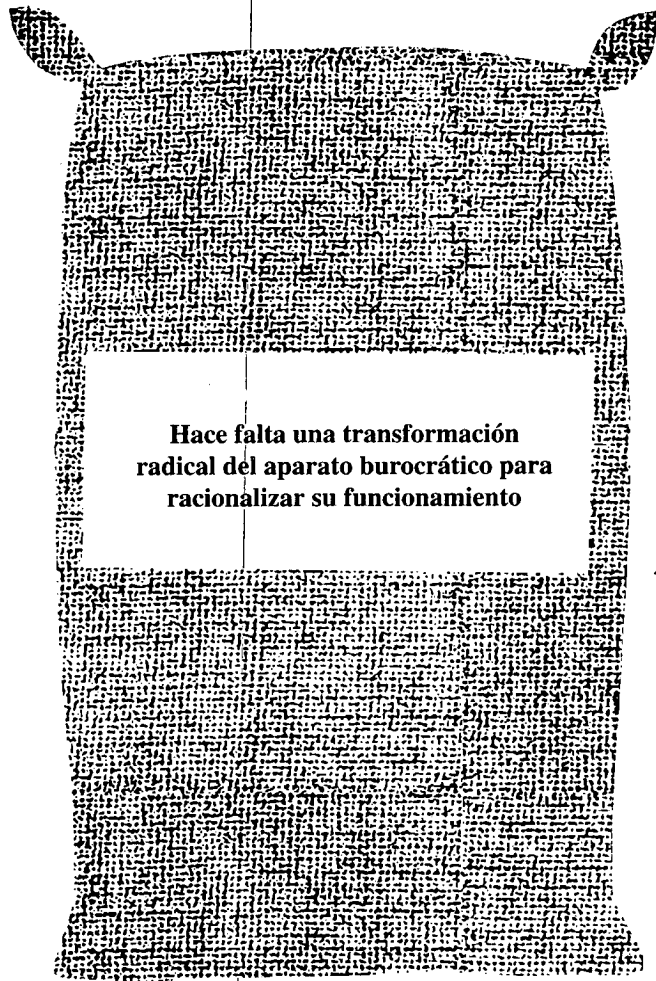 Hace falta una transformación
radical del aparato burocrático para
racionalizar su funcionamiento